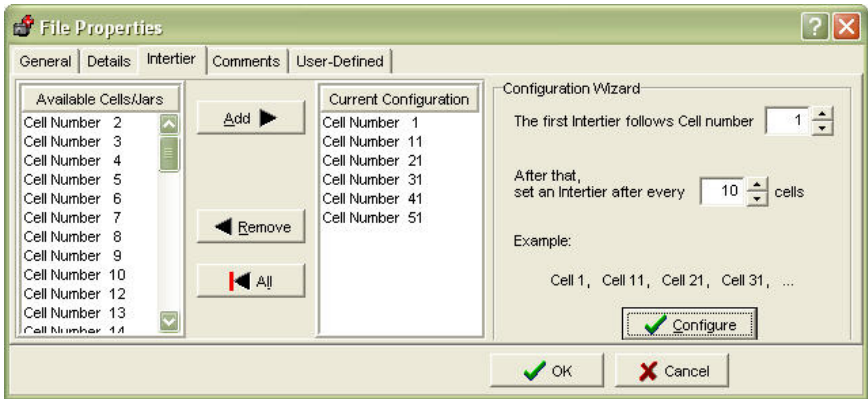 File Properties
General Details Intertier Comments User-Defined
Available Cells/Jars
Cell Number 2
Cell Number 3
Cell Number 4
Cell Number 5
Cell Number 6
Cell Number 7
Cell Number 8
Cell Number 9
Cell Number 10
Cell Number 12
Cell Number 13
Cell Number 14
Add
Remove
All
Current Configuration
Cell Number 1
Cell Number 11
Cell Number 21
Cell Number 31
Cell Number 41
Cell Number 51
Configuration Wizard
The first Intertier follows Cell number 1
After that,
set an Intertier after every 10 cells
Example:
Cell 1, Cell 11, Cell 21, Cell 31, ...
Configure
OK Cancel